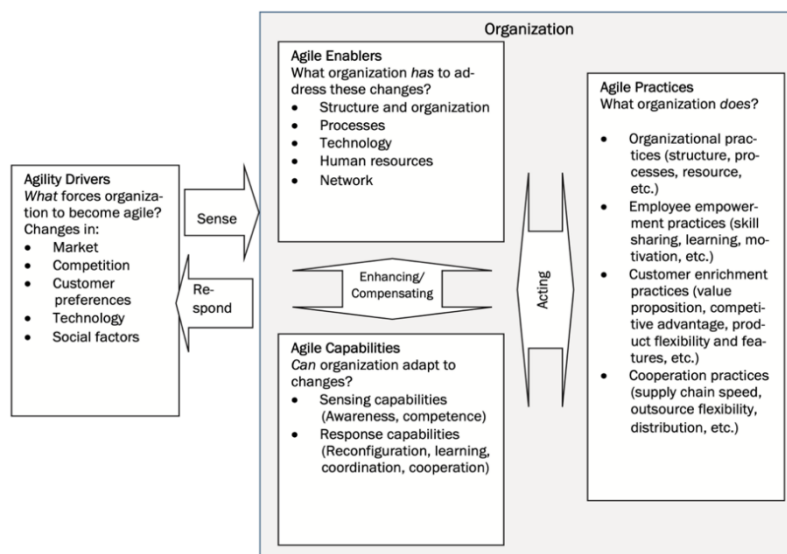 Organization
Agility Drivers
What forces organiza-
tion to become agile?
Changes in:
• Market
• Competition
• Customer
preferences
• Technology
• Social factors
Sense
Re-
spond
Agile Enablers
What organization has to ad-
dress these changes?
• Structure and organization
• Processes
• Technology
• Human resources
• Network
Enhancing/
Compensating
Agile Capabilities
Can organization adapt to
changes?
• Sensing capabilities
(Awareness, competence)
• Response capabilities
(Reconfiguration, learning,
coordination, cooperation)
Acting
Agile Practices
What organization does?
• Organizational prac-
tices (structure, pro-
cesses, resource,
etc.)
• Employee empower-
ment practices (skill
sharing, learning, mo-
tivation, etc.)
• Customer enrichment
practices (value
proposition, competi-
tive advantage, prod-
uct flexibility and fea-
tures, etc.)
• Cooperation practices
(supply chain speed,
outsource flexibility,
distribution, etc.)